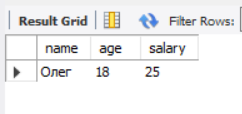 Result Grid Filter Rows:
name age salary
Олег 18 25